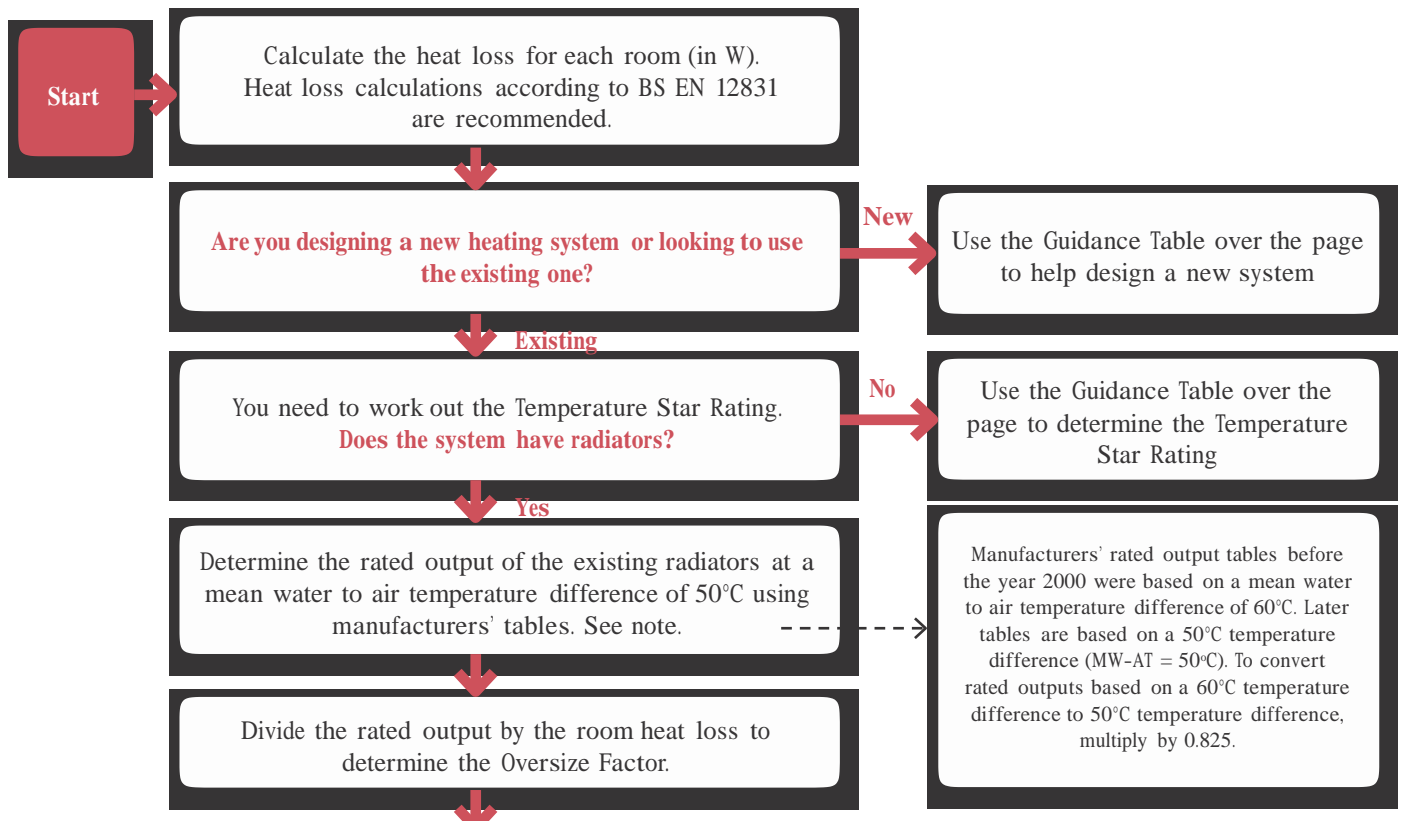 Start
Calculate the heat loss for each room (in W).
Heat loss calculations according to BS EN 12831
are recommended.
Are you designing a new heating system or looking to use
the existing one?
New
Use the Guidance Table over the page
to help design a new system
Existing
You need to work out the Temperature Star Rating.
Does the system have radiators?
No
Use the Guidance Table over the
page to determine the Temperature
Star Rating
Yes
Determine the rated output of the existing radiators at a
mean water to air temperature difference of 50°C using
manufacturers' tables. See note.
Manufacturers' rated output tables before
the year 2000 were based on a mean water
to air temperature difference of 60°C. Later
tables are based on a 50°C temperature
difference (MW-AT = 50°C). To convert
rated outputs based on a 60°C temperature
difference to 50°C temperature difference,
multiply by 0.825.
Divide the rated output by the room heat loss to
determine the Oversize Factor.